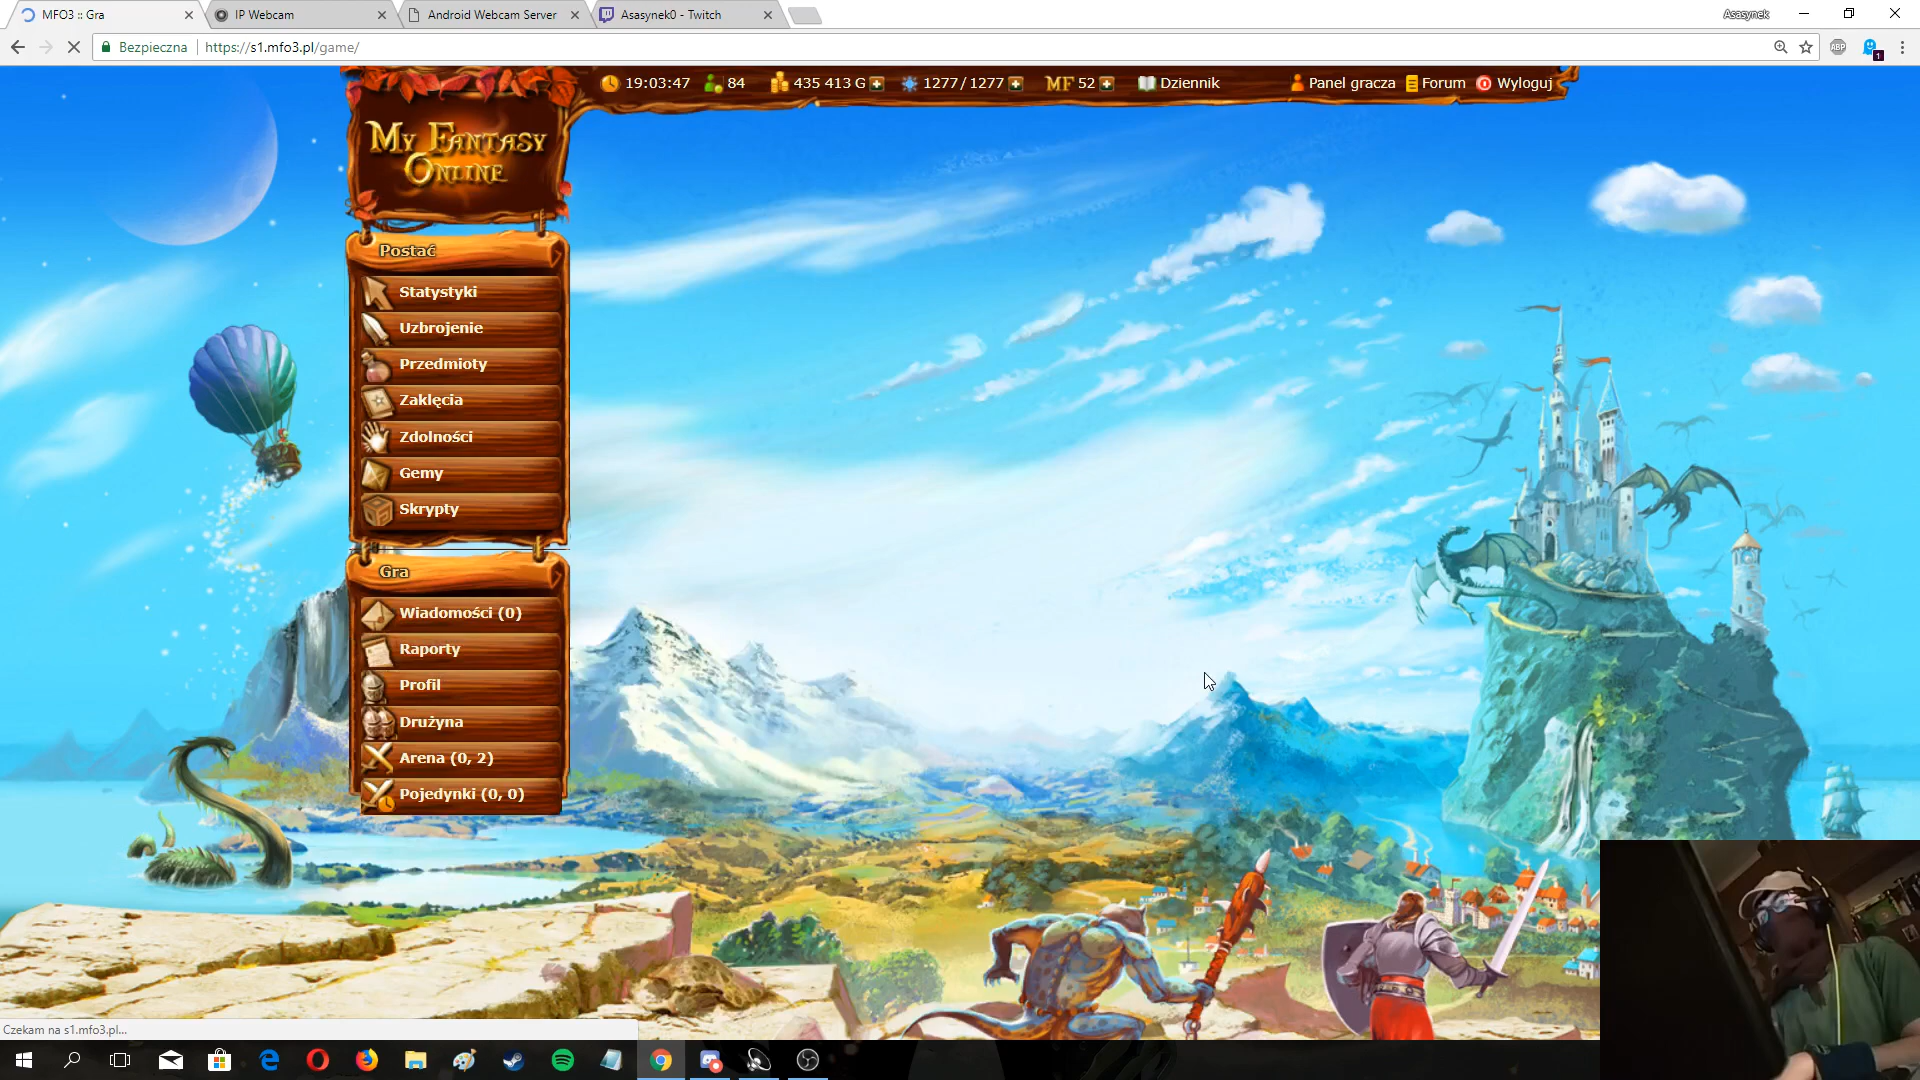 MFO3 :: Gra
IP Webcam
Android Webcam Server
Asasynek0 - Twitch
Asasynek
Bezpieczna
https://s1.mfo3.pl/game/
ABP
1
19:03:47
84
435 413 G
1277/1277
MF 52
Dziennik
Panel gracza
Forum
Wyloguj
My Fantasy
Online
Postać
Statystyki
Uzbrojenie
Przedmioty
Zaklęcia
Zdolności
Gemy
Skrypty
Gra
Wiadomości (0)
Raporty
Profil
Drużyna
Arena (0, 2)
Pojedynki (0, 0)
Czekam na s1.mfo3.pl...